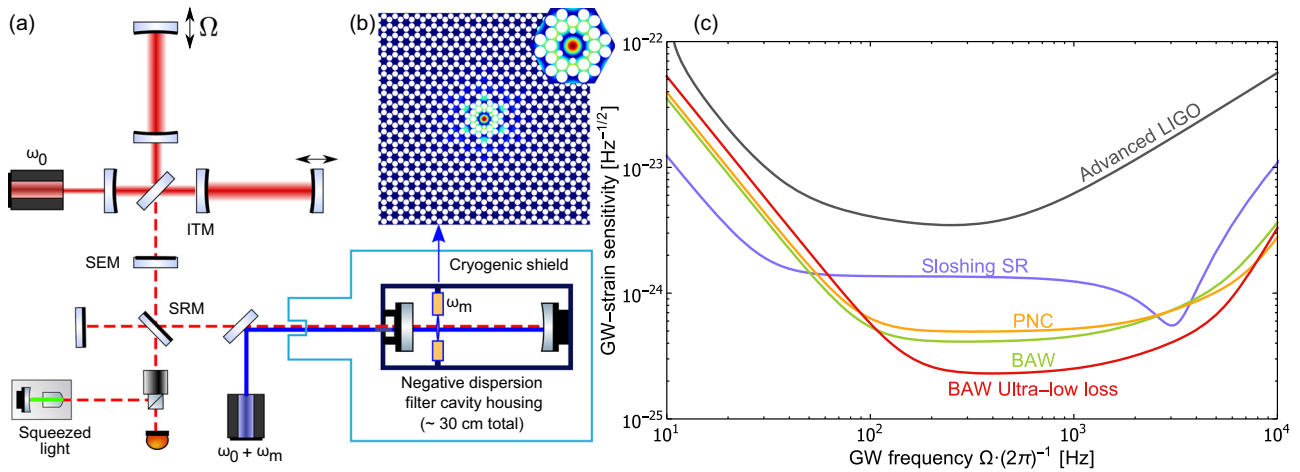 (a)
Ω
ω0
ITM
SEM
SRM
Squeezed
light
ω0 + ωm
(b)
Cryogenic shield
ωm
Negative dispersion
filter cavity housing
(~ 30 cm total)
(c)
GW–strain sensitivity [Hz-1/2]
10-22
10-23
10-24
10-25
Advanced LIGO
Sloshing SR
PNC
BAW
BAW Ultra–low loss
101
102
103
104
GW frequency Ω·(2π)-1 [Hz]